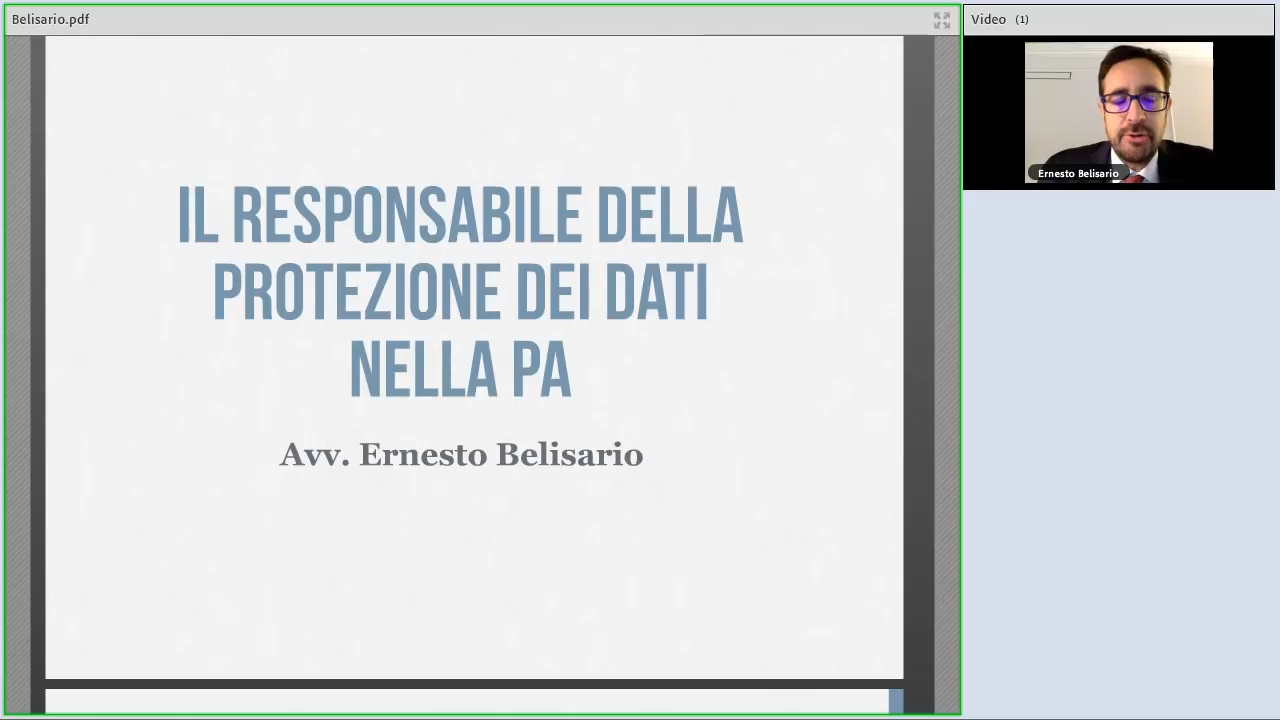 Belisario.pdf
Video (1)
IL RESPONSABILE DELLA
PROTEZIONE DEI DATI
NELLA PA
Avv. Ernesto Belisario
Ernesto Belisario